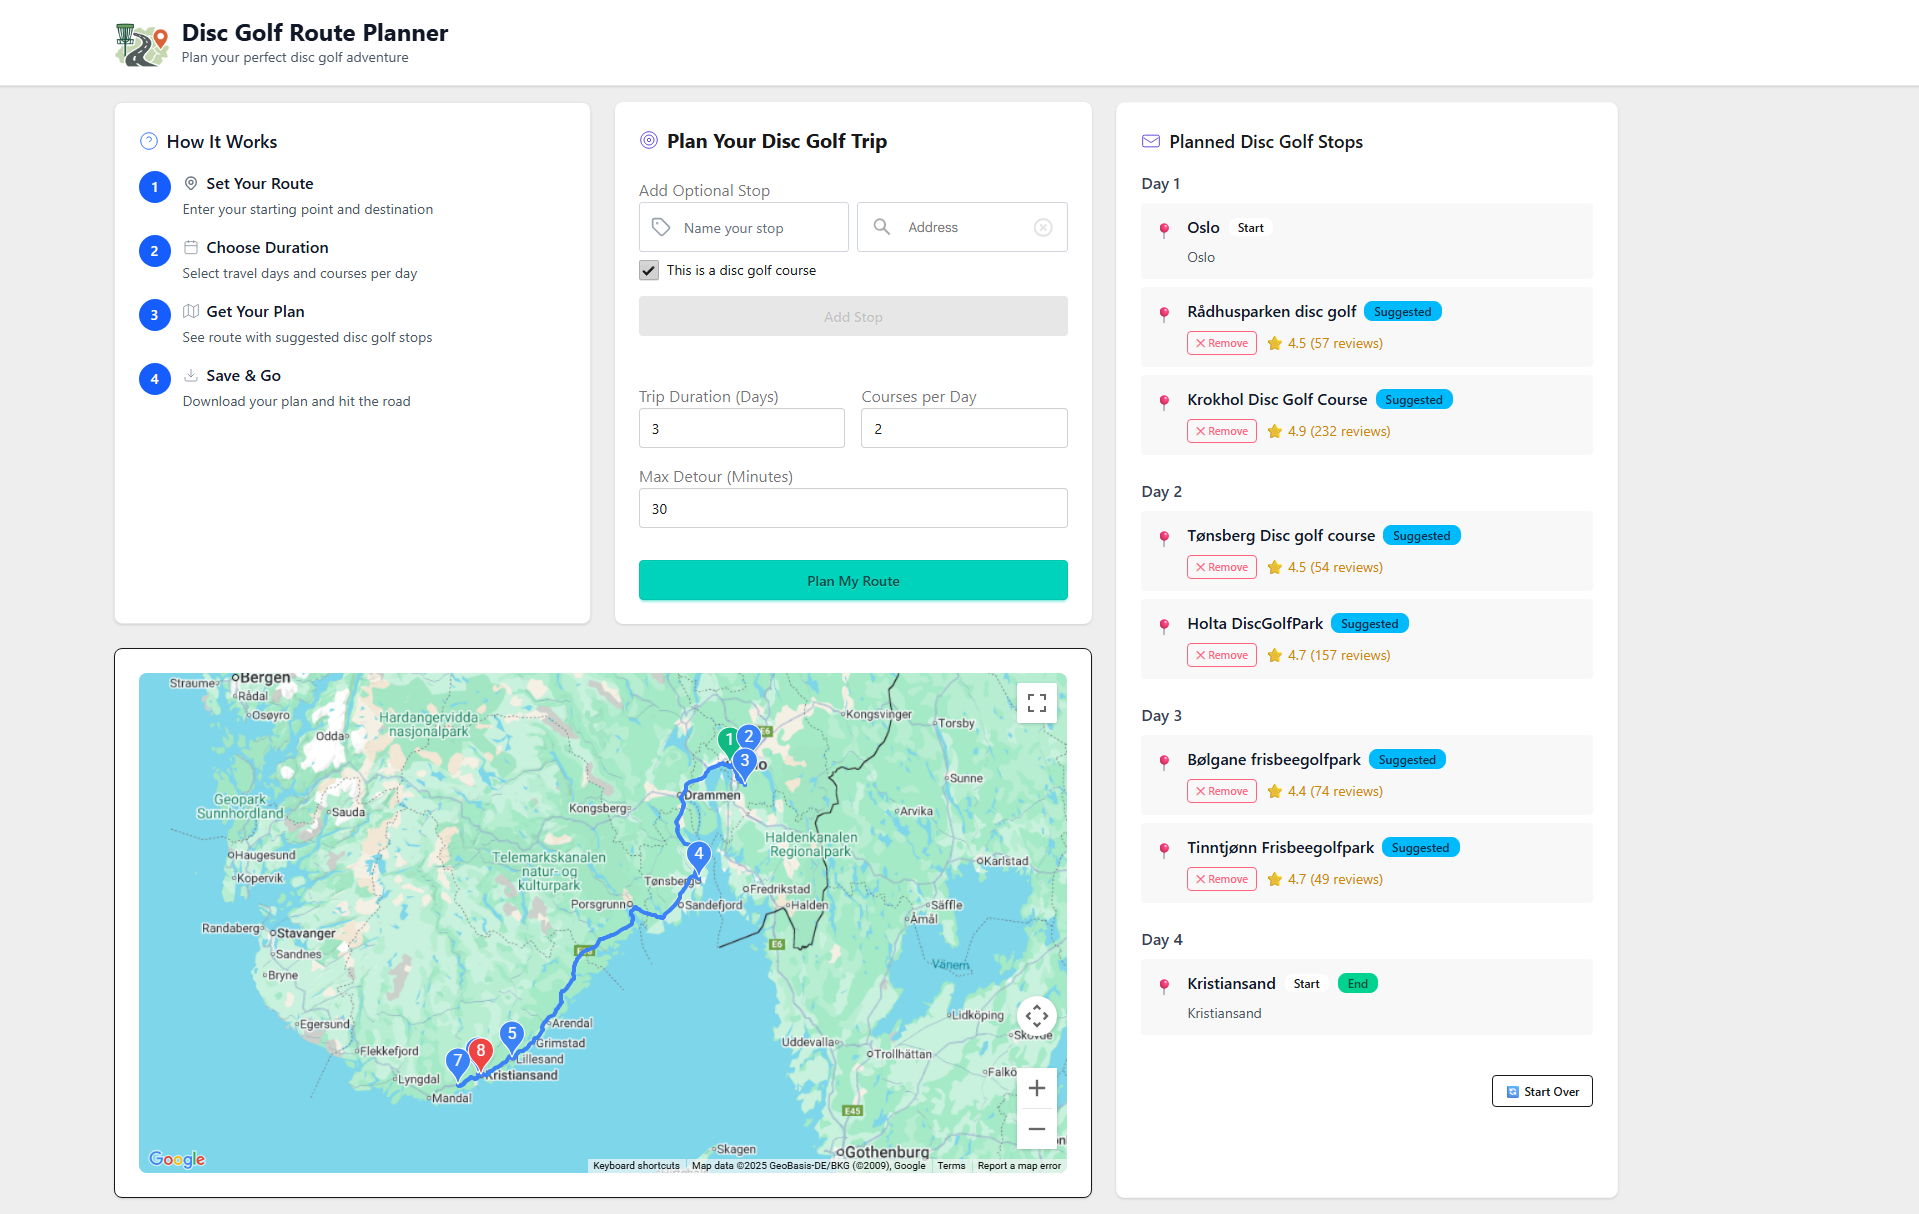 Disc Golf Route Planner
Plan your perfect disc golf adventure
How It Works
1 Set Your Route
Enter your starting point and destination
2 Choose Duration
Select travel days and courses per day
3 Get Your Plan
See route with suggested disc golf stops
4 Save & Go
Download your plan and hit the road
Plan Your Disc Golf Trip
Add Optional Stop
Name your stop Address
This is a disc golf course
Add Stop
Trip Duration (Days) Courses per Day
3 2
Max Detour (Minutes)
30
Plan My Route
Straume
Bergen
Rådal
Osøyro
Hardangervidda
nasjonalpark
Odda
Kongsvinger
Torsby
1
2
3
E6
Sunne
Drammen
Geopark
Sunnhordland
Sauda
Kongsberg
Arvika
Haldenkanalen
Regionalpark
Haugesund
Kopervik
Telemarkskanalen
natur- og
kulturpark
4
Karlstad
Tønsberg
Fredrikstad
Porsgrunn
Sandefjord
Halden
Säffle
Åmål
Randaberg
Stavanger
Sandnes
Bryne
E6
Vänern
Egersund
Arendal
Grimstad
Lidköping
Skövde
Uddevalla
Trollhättan
Flekkefjord
5
Lillesand
7
8
Kristiansand
Lyngdal
Mandal
Falkö
E45
Skagen
Gothenburg
Google
Keyboard shortcuts Map data ©2025 GeoBasis-DE/BKG (©2009), Google Terms Report a map error
Planned Disc Golf Stops
Day 1
Oslo Start
Oslo
Rådhusparken disc golf Suggested
Remove 4.5 (57 reviews)
Krokhol Disc Golf Course Suggested
Remove 4.9 (232 reviews)
Day 2
Tønsberg Disc golf course Suggested
Remove 4.5 (54 reviews)
Holta DiscGolfPark Suggested
Remove 4.7 (157 reviews)
Day 3
Bølgane frisbeegolfpark Suggested
Remove 4.4 (74 reviews)
Tinntjønn Frisbeegolfpark Suggested
Remove 4.7 (49 reviews)
Day 4
Kristiansand Start End
Kristiansand
Start Over